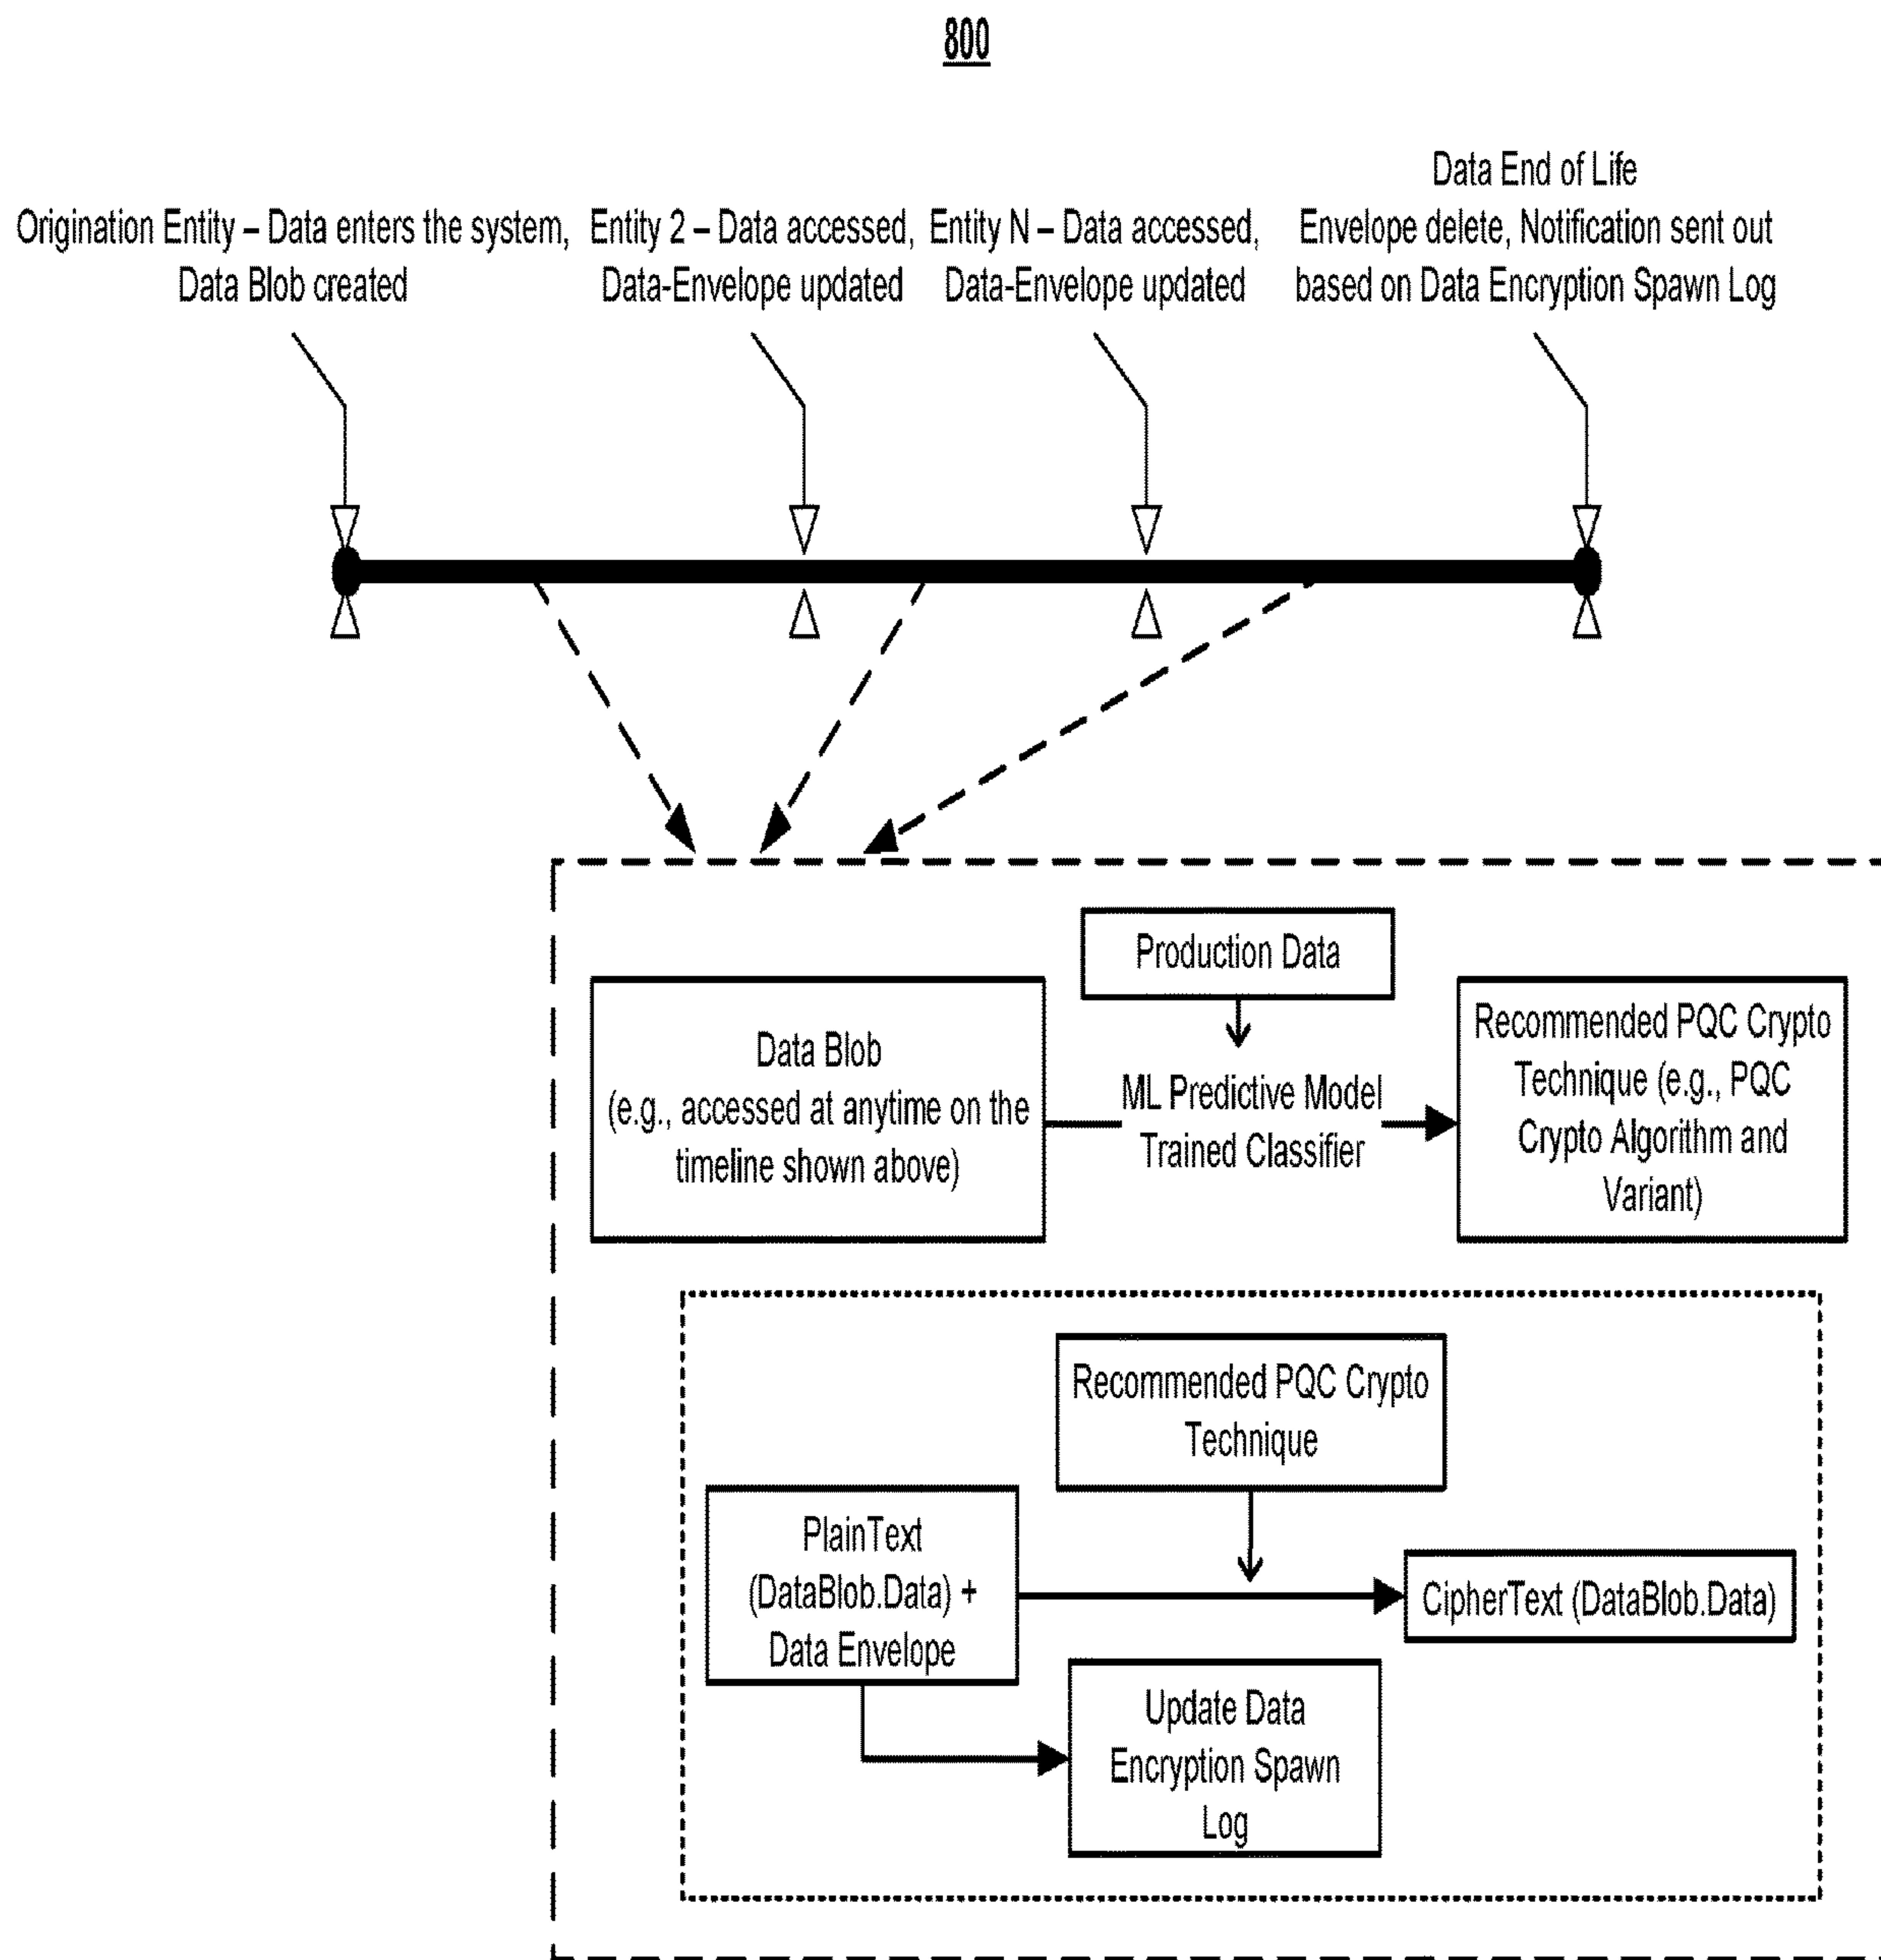 800
Origination Entity – Data enters the system,
Data Blob created
Entity 2 – Data accessed,
Data-Envelope updated
Entity N – Data accessed,
Data-Envelope updated
Data End of Life
Envelope delete, Notification sent out
based on Data Encryption Spawn Log
Production Data
Data Blob
(e.g., accessed at anytime on the
timeline shown above)
ML Predictive Model
Trained Classifier
Recommended PQC Crypto
Technique (e.g., PQC
Crypto Algorithm and
Variant)
Recommended PQC Crypto
Technique
PlainText
(DataBlob.Data) +
Data Envelope
CipherText (DataBlob.Data)
Update Data
Encryption Spawn
Log